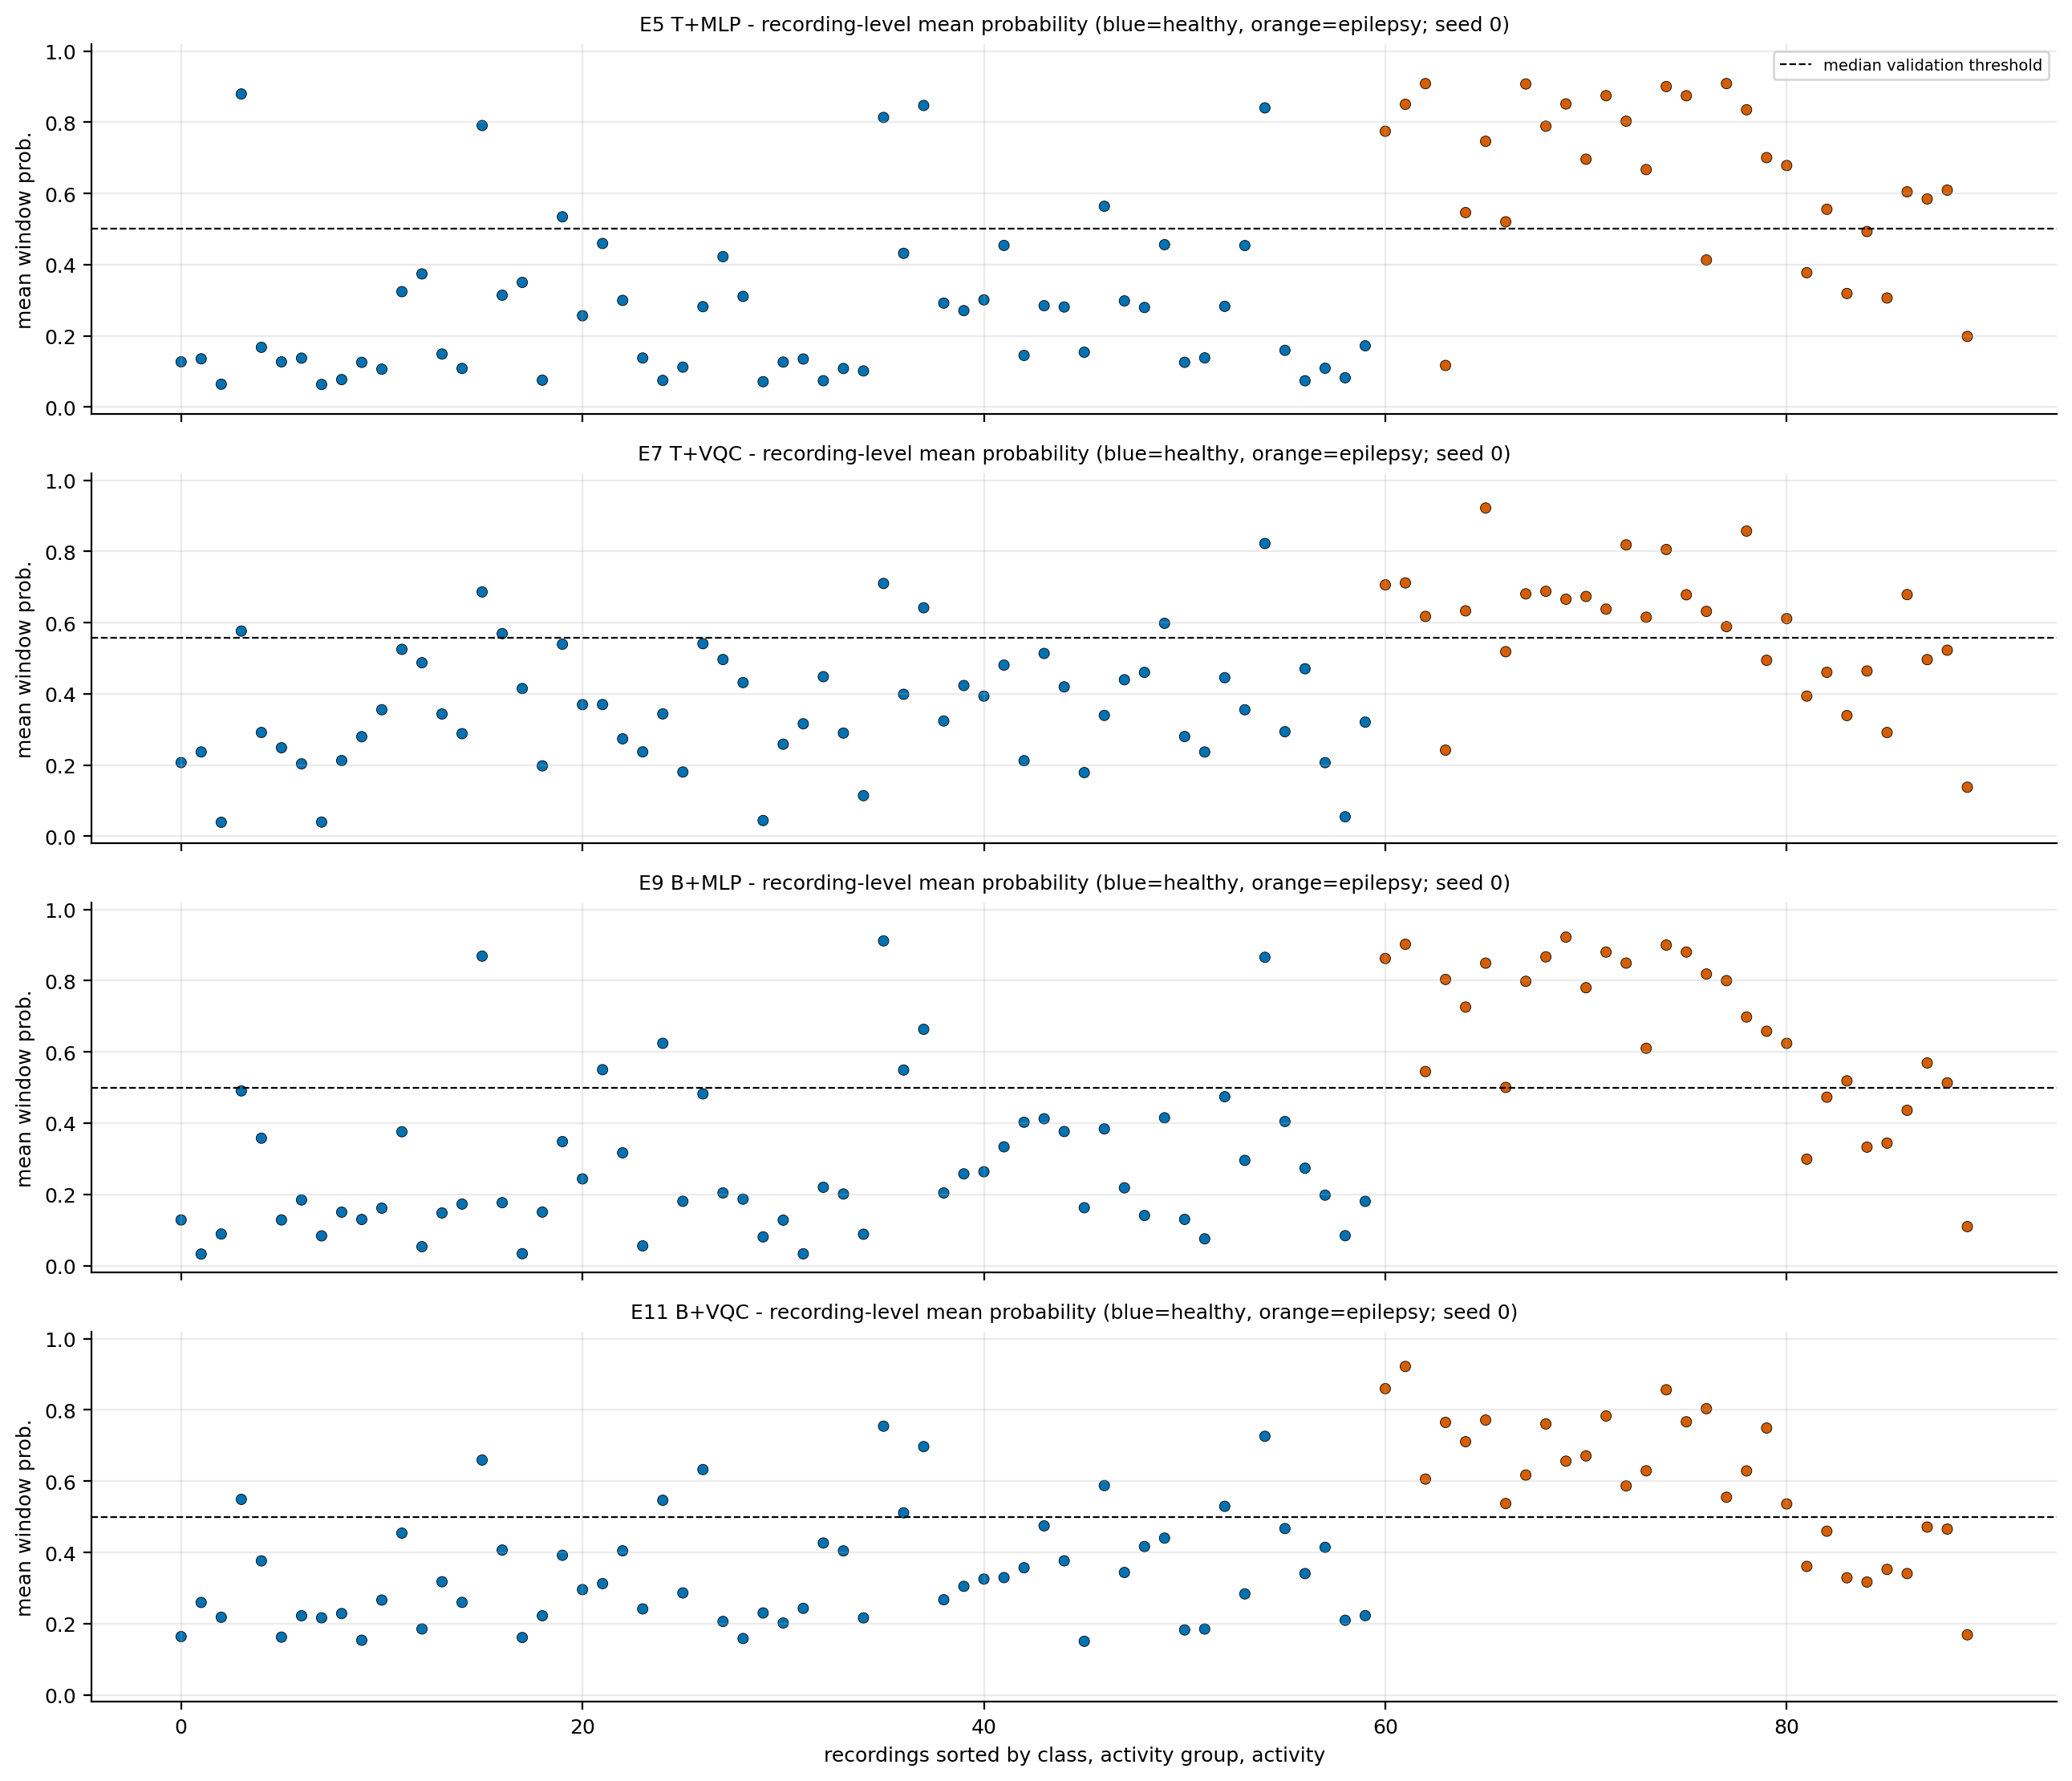 E5 T+MLP - recording-level mean probability (blue=healthy, orange=epilepsy; seed 0)
1.0
0.8
0.6
0.4
0.2
0.0
mean window prob.
median validation threshold
E7 T+VQC - recording-level mean probability (blue=healthy, orange=epilepsy; seed 0)
1.0
0.8
0.6
0.4
0.2
0.0
mean window prob.
E9 B+MLP - recording-level mean probability (blue=healthy, orange=epilepsy; seed 0)
1.0
0.8
0.6
0.4
0.2
0.0
mean window prob.
E11 B+VQC - recording-level mean probability (blue=healthy, orange=epilepsy; seed 0)
1.0
0.8
0.6
0.4
0.2
0.0
mean window prob.
0 20 40 60 80
recordings sorted by class, activity group, activity